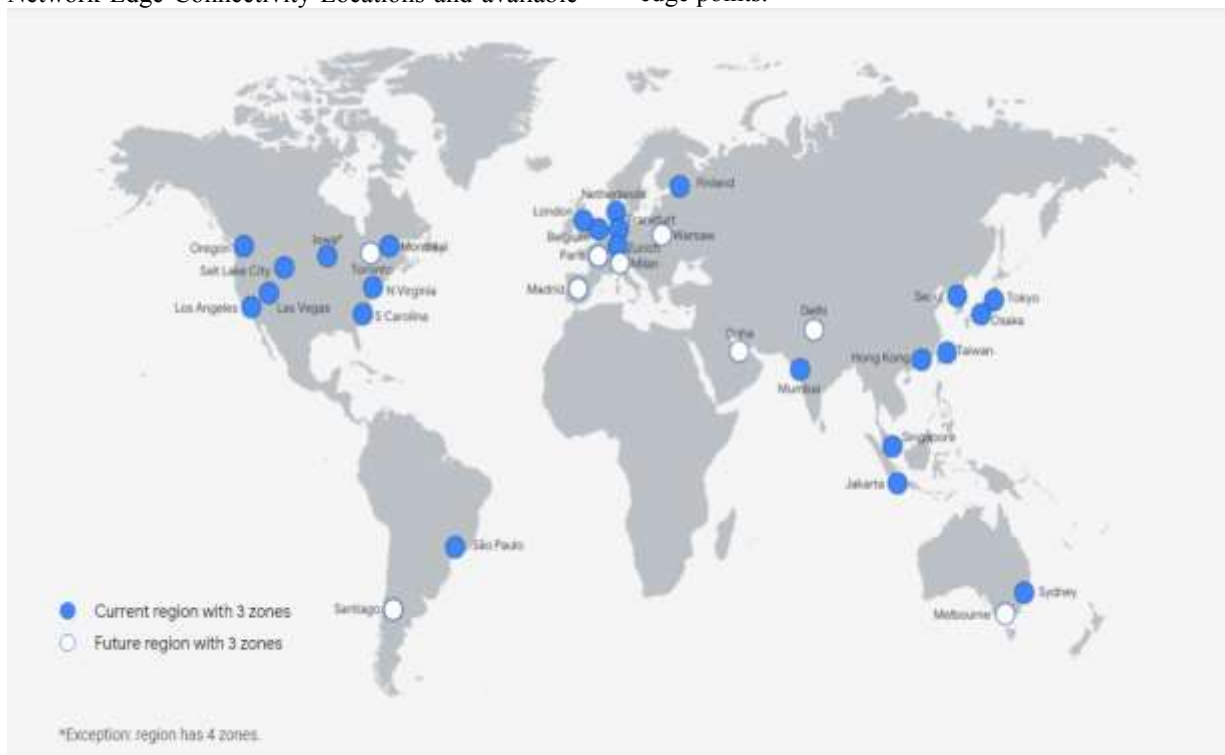 Network Edge Connectivity Locations and available
edge points.
Finland
Netherlands
London
Frankfurt
Belgium
Warsaw
Zurich
Paris
Milan
Madrid
Oregon
Iowa*
Montréal
Salt Lake City
Toronto
N Virginia
Los Angeles
Las Vegas
S Carolina
Seoul
Tokyo
Osaka
Delhi
Doha
Hong Kong
Taiwan
Mumbai
Singapore
Jakarta
São Paulo
Santiago
Sydney
Melbourne
Current region with 3 zones
Future region with 3 zones
*Exception: region has 4 zones.